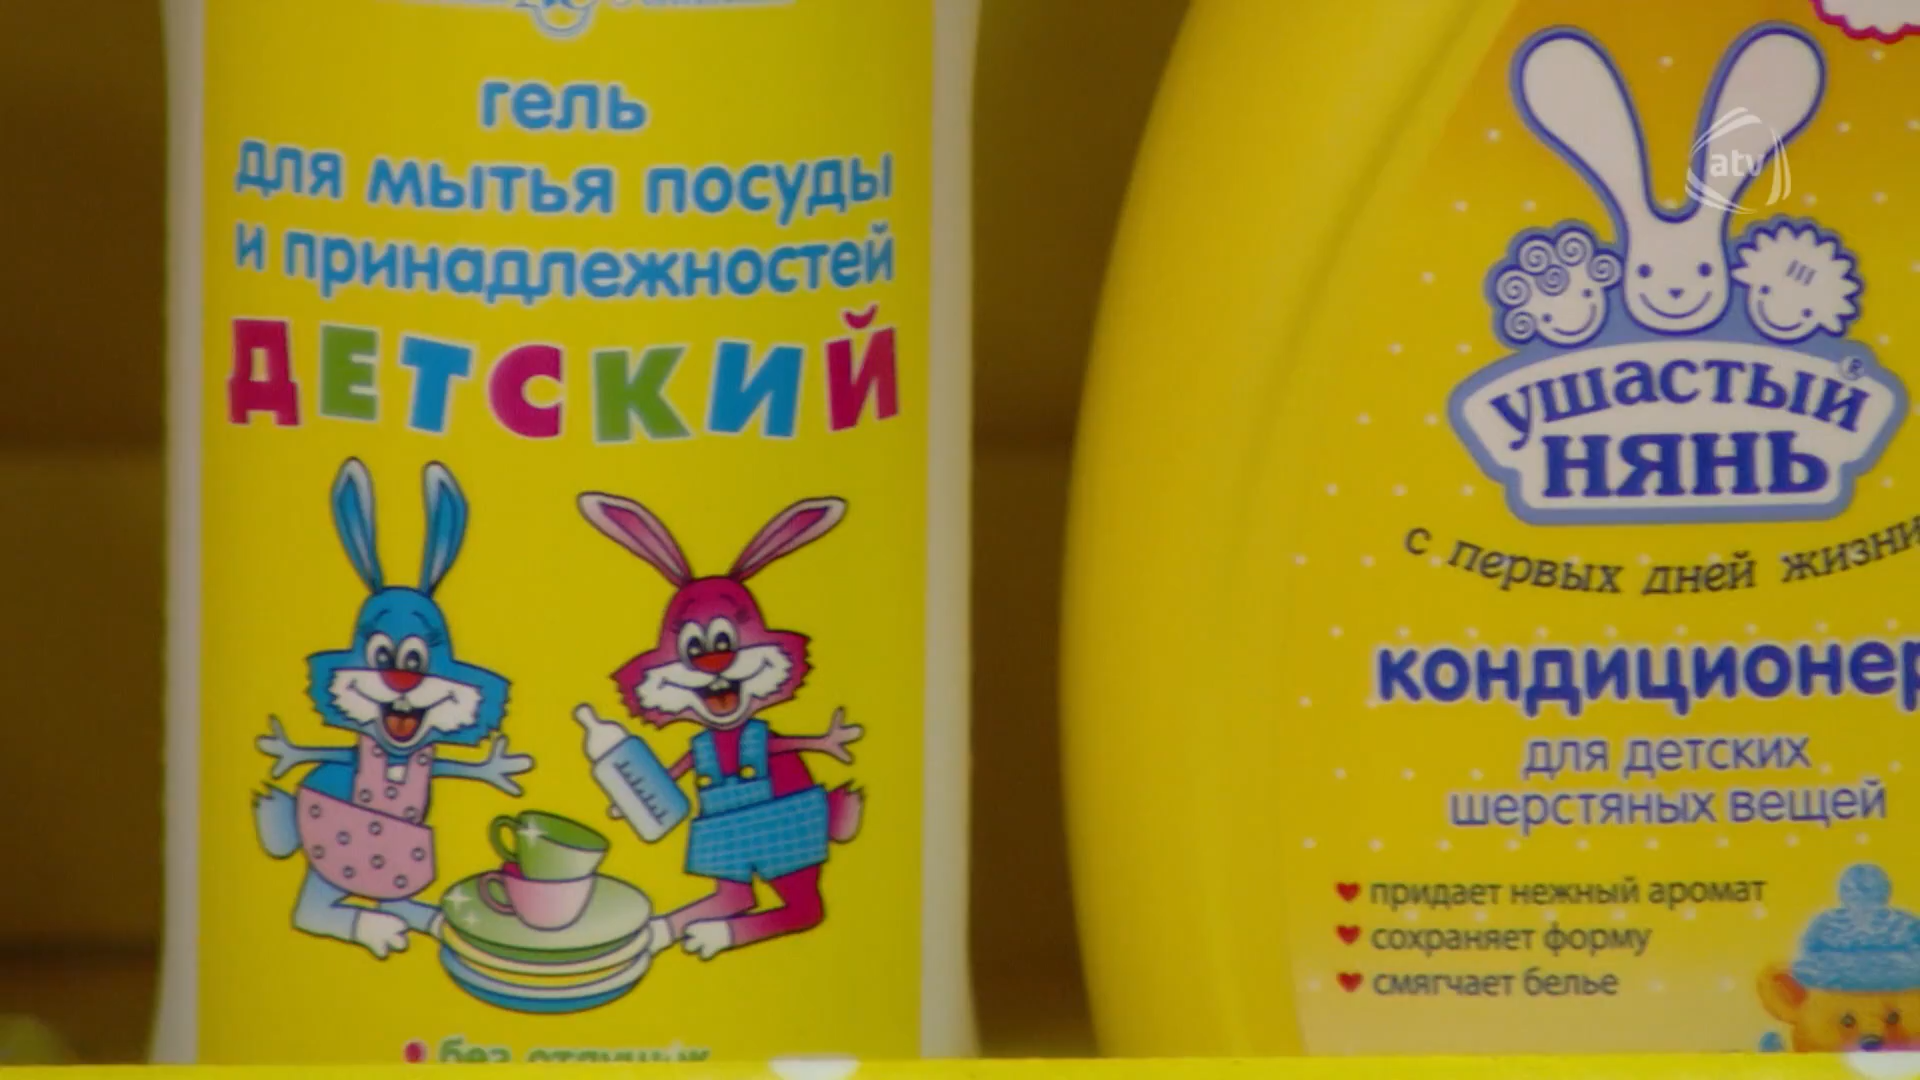 гель
для мытья посуды
и принадлежностей
ДЕТСКИЙ
без
atv
ушастый
нянь
®
с первых дней жизни
кондиционер
для детских
шерстяных вещей
придает нежный аромат
сохраняет форму
смягчает белье